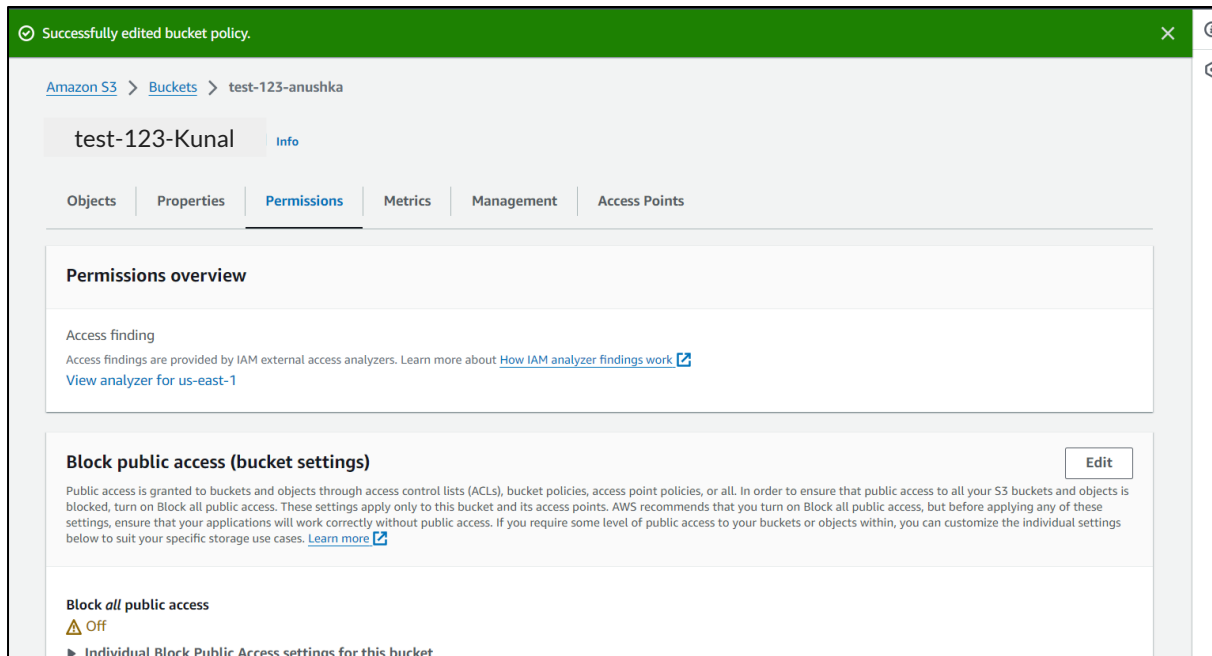 Successfully edited bucket policy.
Amazon S3 > Buckets > test-123-anushka
test-123-Kunal Info
Objects Properties Permissions Metrics Management Access Points
Permissions overview
Access finding
Access findings are provided by IAM external access analyzers. Learn more about How IAM analyzer findings work
View analyzer for us-east-1
Block public access (bucket settings) Edit
Public access is granted to buckets and objects through access control lists (ACLs), bucket policies, access point policies, or all. In order to ensure that public access to all your S3 buckets and objects is
blocked, turn on Block all public access. These settings apply only to this bucket and its access points. AWS recommends that you turn on Block all public access, but before applying any of these
settings, ensure that your applications will work correctly without public access. If you require some level of public access to your buckets or objects within, you can customize the individual settings
below to suit your specific storage use cases. Learn more
Block all public access
Off
Individual Block Public Access settings for this bucket